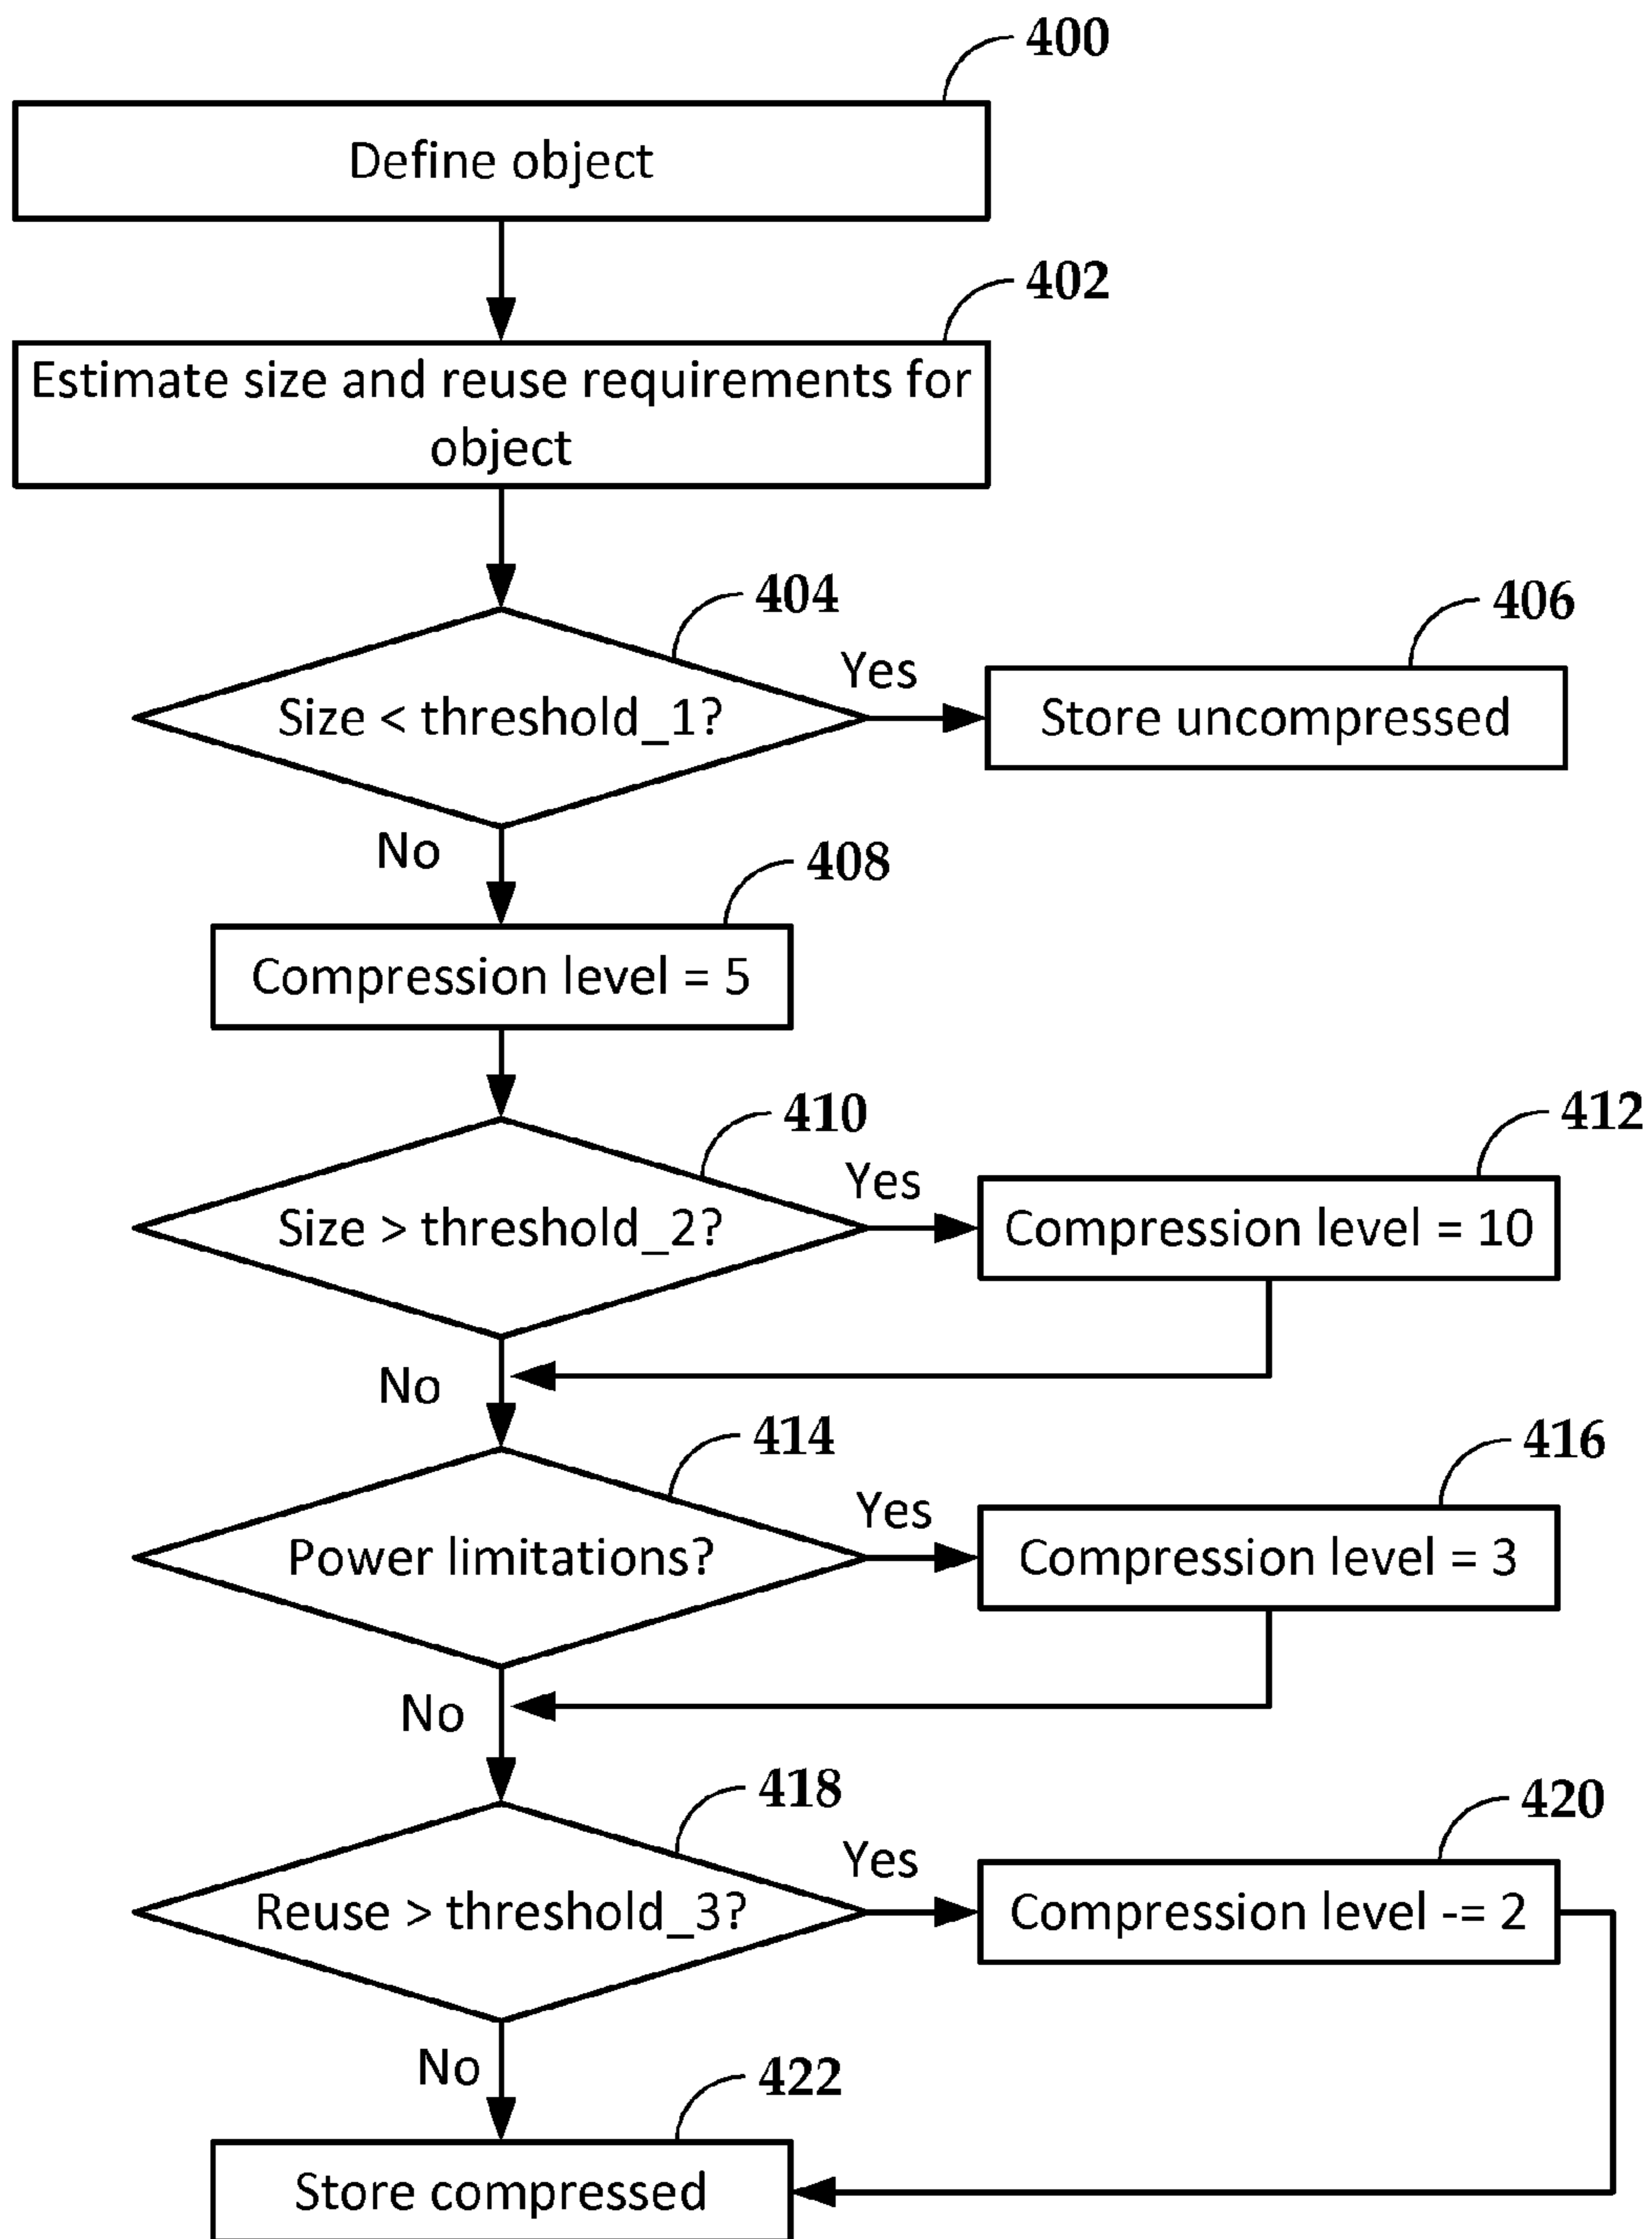 400
Define object
402
Estimate size and reuse requirements for
object
404
406
Size < threshold_1?
Yes
Store uncompressed
No
408
Compression level = 5
410
412
Size > threshold_2?
Yes
Compression level = 10
No
414
416
Power limitations?
Yes
Compression level = 3
No
418
420
Reuse > threshold_3?
Yes
Compression level -= 2
No
422
Store compressed